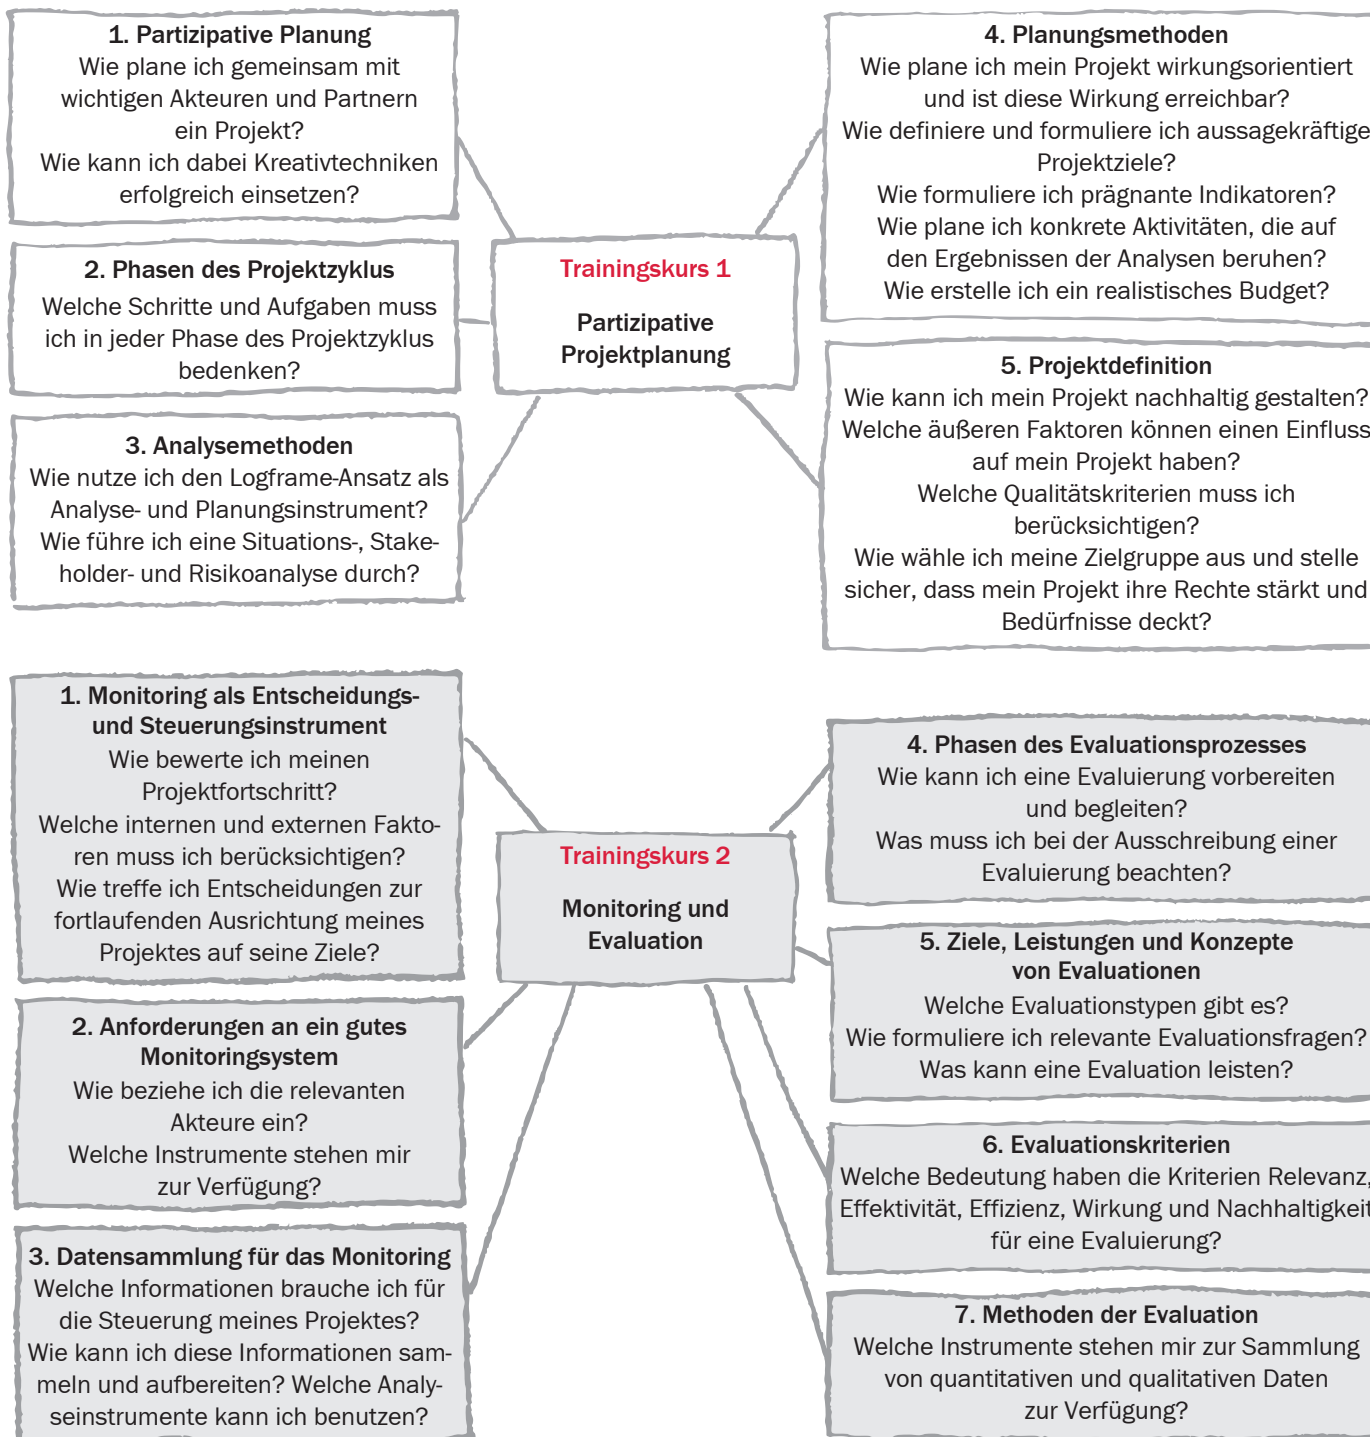 1. Partizipative Planung
Wie plane ich gemeinsam mit
wichtigen Akteuren und Partnern
ein Projekt?
Wie kann ich dabei Kreativtechniken
erfolgreich einsetzen?
2. Phasen des Projektzyklus
Welche Schritte und Aufgaben muss
ich in jeder Phase des Projektzyklus
bedenken?
3. Analysemethoden
Wie nutze ich den Logframe-Ansatz als
Analyse- und Planungsinstrument?
Wie führe ich eine Situations-, Stake-
holder- und Risikoanalyse durch?
Trainingskurs 1
Partizipative
Projektplanung
4. Planungsmethoden
Wie plane ich mein Projekt wirkungsorientiert
und ist diese Wirkung erreichbar?
Wie definiere und formuliere ich aussagekräftige
Projektziele?
Wie formuliere ich prägnante Indikatoren?
Wie plane ich konkrete Aktivitäten, die auf
den Ergebnissen der Analysen beruhen?
Wie erstelle ich ein realistisches Budget?
5. Projektdefinition
Wie kann ich mein Projekt nachhaltig gestalten?
Welche äußeren Faktoren können einen Einfluss
auf mein Projekt haben?
Welche Qualitätskriterien muss ich
berücksichtigen?
Wie wähle ich meine Zielgruppe aus und stelle
sicher, dass mein Projekt ihre Rechte stärkt und
Bedürfnisse deckt?
1. Monitoring als Entscheidungs-
und Steuerungsinstrument
Wie bewerte ich meinen
Projektfortschritt?
Welche internen und externen Fakto-
ren muss ich berücksichtigen?
Wie treffe ich Entscheidungen zur
fortlaufenden Ausrichtung meines
Projektes auf seine Ziele?
2. Anforderungen an ein gutes
Monitoringsystem
Wie beziehe ich die relevanten
Akteure ein?
Welche Instrumente stehen mir
zur Verfügung?
3. Datensammlung für das Monitoring
Welche Informationen brauche ich für
die Steuerung meines Projektes?
Wie kann ich diese Informationen sam-
meln und aufbereiten? Welche Analy-
seinstrumente kann ich benutzen?
Trainingskurs 2
Monitoring und
Evaluation
4. Phasen des Evaluationsprozesses
Wie kann ich eine Evaluierung vorbereiten
und begleiten?
Was muss ich bei der Ausschreibung einer
Evaluierung beachten?
5. Ziele, Leistungen und Konzepte
von Evaluationen
Welche Evaluationstypen gibt es?
Wie formuliere ich relevante Evaluationsfragen?
Was kann eine Evaluation leisten?
6. Evaluationskriterien
Welche Bedeutung haben die Kriterien Relevanz,
Effektivität, Effizienz, Wirkung und Nachhaltigkeit
für eine Evaluierung?
7. Methoden der Evaluation
Welche Instrumente stehen mir zur Sammlung
von quantitativen und qualitativen Daten
zur Verfügung?